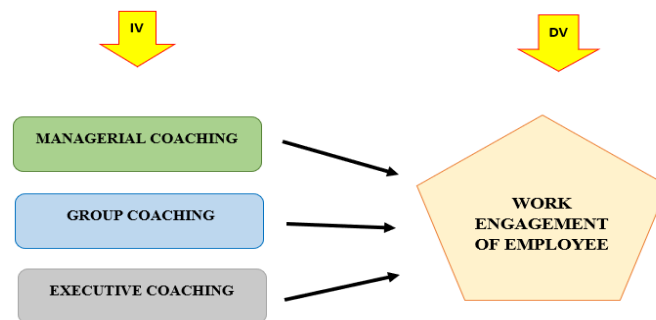 IV
DV
MANAGERIAL COACHING
GROUP COACHING
EXECUTIVE COACHING
WORK
ENGAGEMENT
OF EMPLOYEE